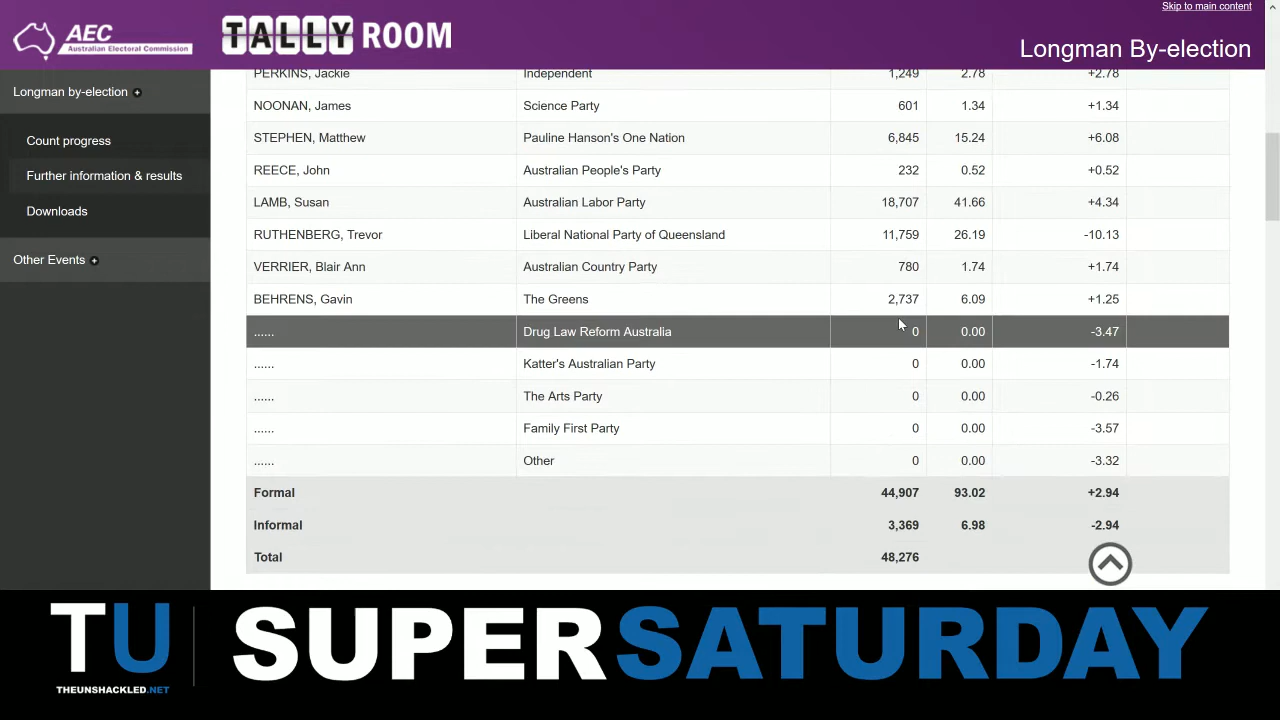 Skip to main content
AEC
Australian Electoral Commission
TALLY ROOM
Longman By-election
Longman by-election
Count progress
Further information & results
Downloads
Other Events
PERKINS, Jackie Independent 1,249 2.78 +2.78
NOONAN, James Science Party 601 1.34 +1.34
STEPHEN, Matthew Pauline Hanson's One Nation 6,845 15.24 +6.08
REECE, John Australian People's Party 232 0.52 +0.52
LAMB, Susan Australian Labor Party 18,707 41.66 +4.34
RUTHENBERG, Trevor Liberal National Party of Queensland 11,759 26.19 -10.13
VERRIER, Blair Ann Australian Country Party 780 1.74 +1.74
BEHRENS, Gavin The Greens 2,737 6.09 +1.25
...... Drug Law Reform Australia 0 0.00 -3.47
...... Katter's Australian Party 0 0.00 -1.74
...... The Arts Party 0 0.00 -0.26
...... Family First Party 0 0.00 -3.57
...... Other 0 0.00 -3.32
Formal 44,907 93.02 +2.94
Informal 3,369 6.98 -2.94
Total 48,276
TU
THEUNSHACKLED.NET
SUPERSATURDAY